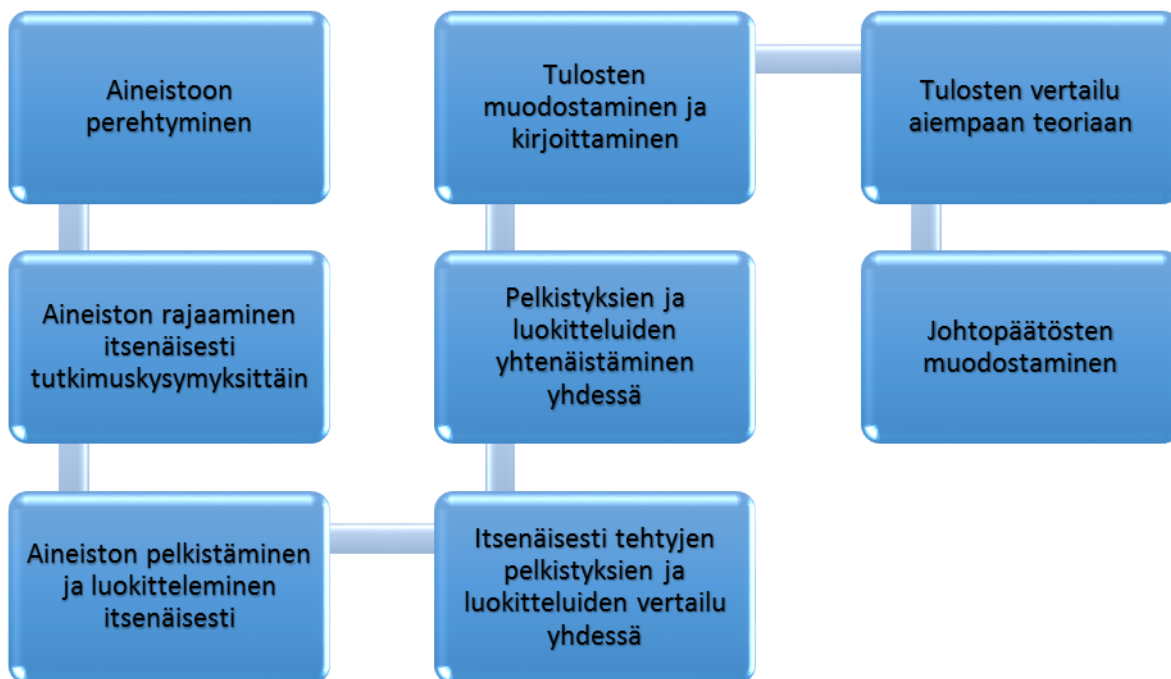 Aineistoon
perehtyminen
Aineiston rajaaminen
itsenäisesti
tutkimuskysymyksittäin
Aineiston pelkistäminen
ja luokitteleminen
itsenäisesti
Itsenäisesti tehtyjen
pelkistyksien ja
luokitteluiden vertailu
yhdessä
Pelkistyksien ja
luokitteluiden
yhtenäistäminen
yhdessä
Tulosten
muodostaminen ja
kirjoittaminen
Tulosten vertailu
aiempaan teoriaan
Johtopäätösten
muodostaminen